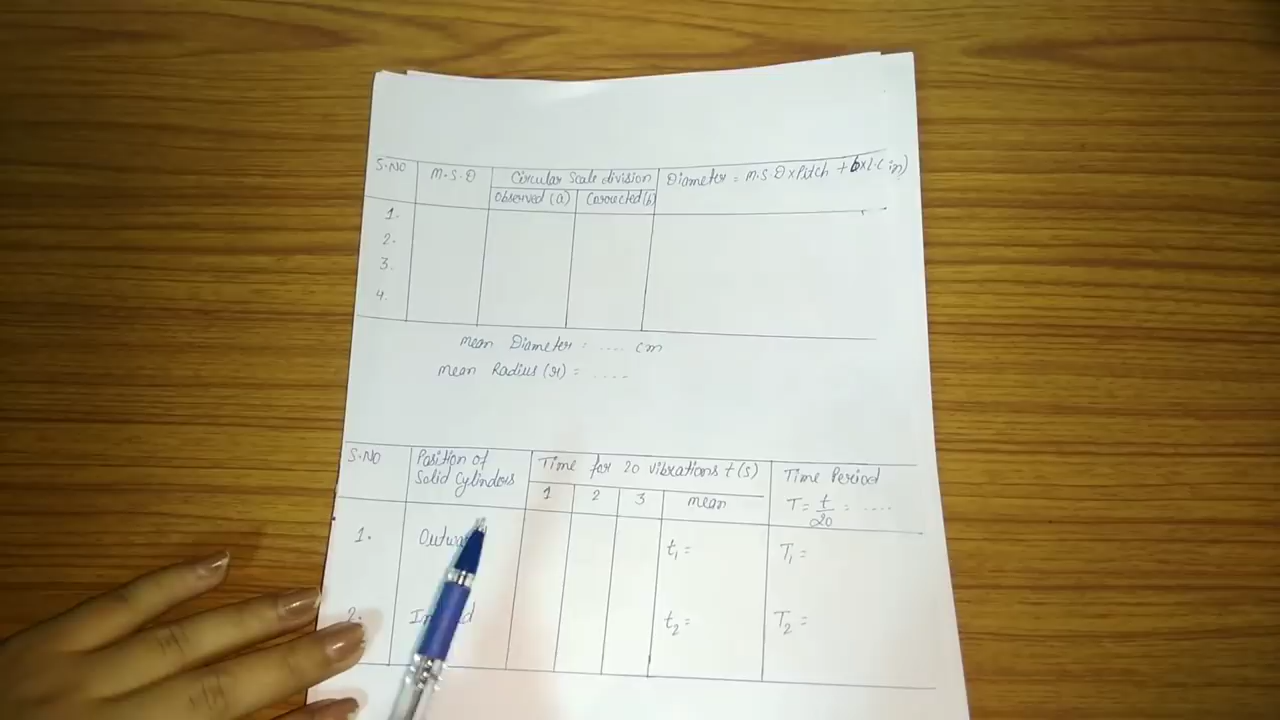 S.NO M.S.D Circular Scale division Diameter = M.S.D x Pitch + b x L.C in)
Observed (a) Corrected (b)
1.
2.
3.
4.
mean Diameter = .... cm
mean Radius (r) = ....
S.NO Position of Solid Cylinders Time for 20 vibrations t(s) Time Period
1 2 3 mean T = t/20 = ....
1. t₁ = T₁ =
2. t₂ = T₂ =